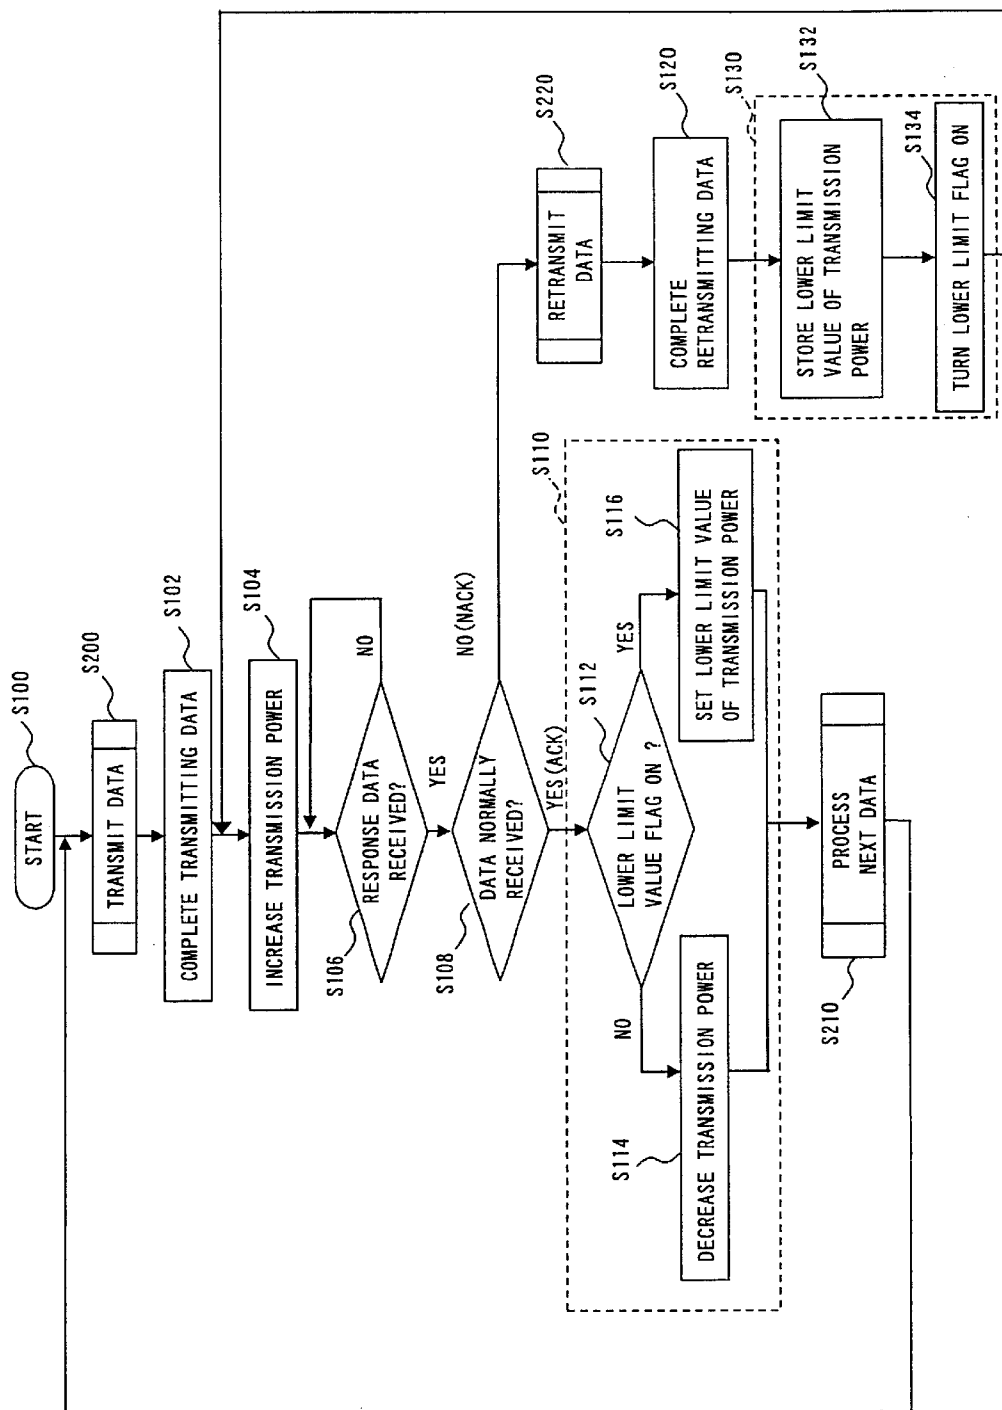 START
S100
TRANSMIT DATA
S200
COMPLETE TRANSMITTING DATA
S102
INCREASE TRANSMISSION POWER
S104
RESPONSE DATA
RECEIVED?
S106
NO
YES
DATA NORMALLY
RECEIVED?
S108
NO(NACK)
YES(ACK)
S110
LOWER LIMIT
VALUE FLAG ON ?
S112
NO
YES
DECREASE TRANSMISSION POWER
S114
SET LOWER LIMIT VALUE
OF TRANSMISSION POWER
S116
PROCESS
NEXT DATA
S210
RETRANSMIT
DATA
S220
COMPLETE
RETRANSMITTING DATA
S120
S130
STORE LOWER LIMIT
VALUE OF TRANSMISSION
POWER
S132
TURN LOWER LIMIT FLAG ON
S134